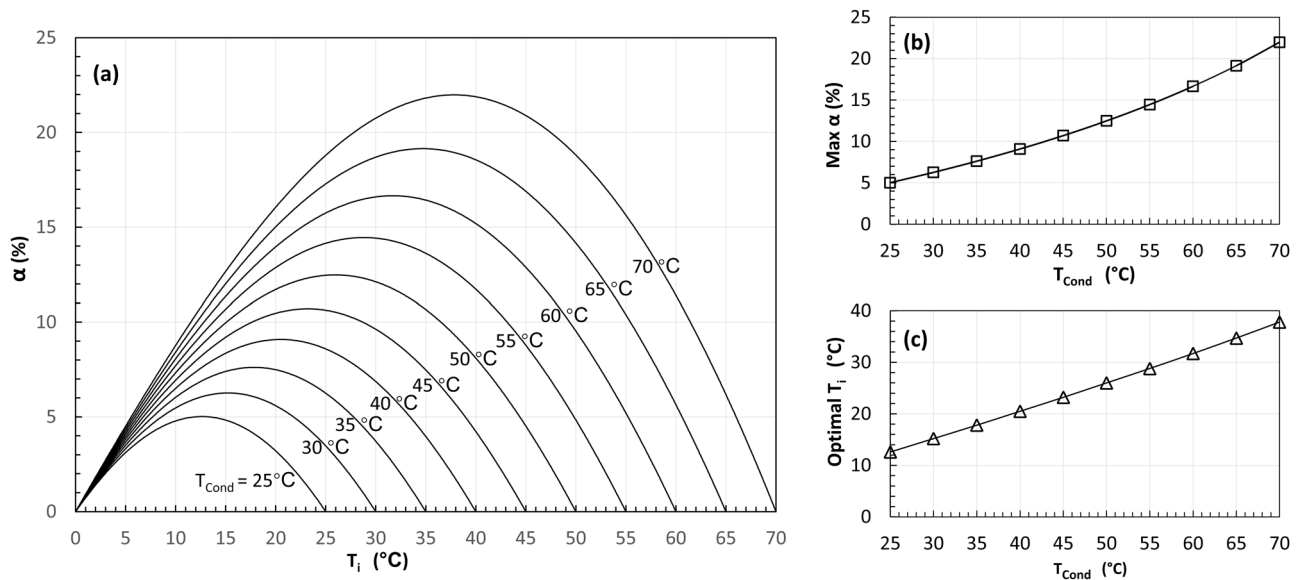 (a)
25
20
15
10
5
0
α (%)
70 °C
65 °C
60 °C
55 °C
50 °C
45 °C
40 °C
35 °C
30 °C
T_Cond = 25°C
0 5 10 15 20 25 30 35 40 45 50 55 60 65 70
T_i (°C)
(b)
25
20
15
10
5
0
Max α (%)
25 30 35 40 45 50 55 60 65 70
T_Cond (°C)
(c)
40
30
20
10
0
Optimal T_i (°C)
25 30 35 40 45 50 55 60 65 70
T_Cond (°C)